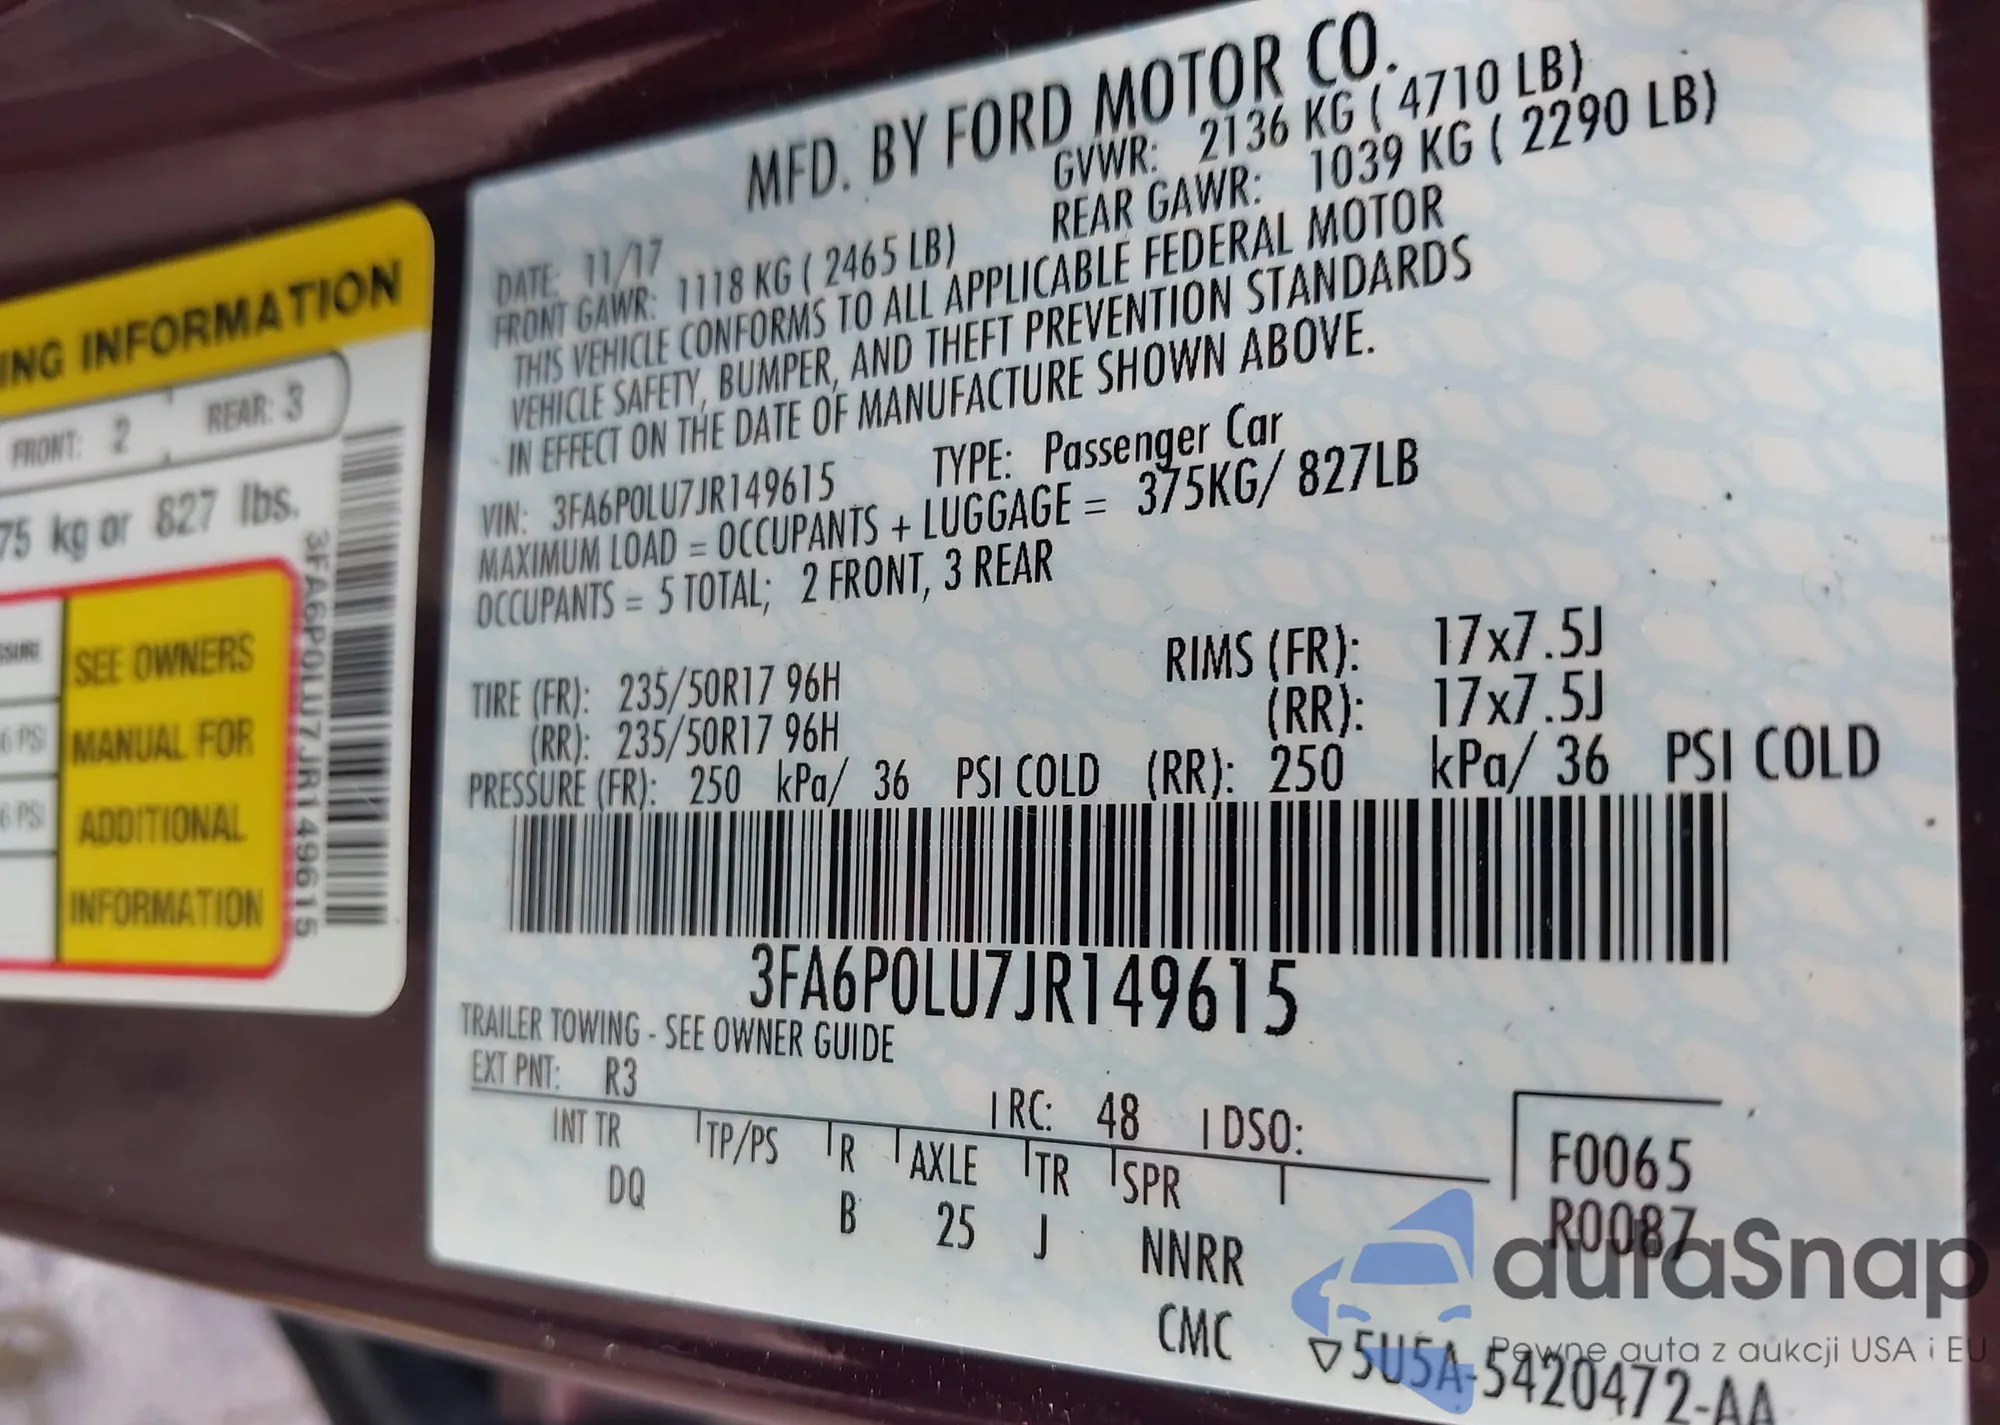 ING INFORMATION
FRONT: 2 REAR: 3
75 kg or 827 lbs.
SEE OWNERS
MANUAL FOR
ADDITIONAL
INFORMATION
6 PSI
6 PSI
3FA6P0LU7JR149615
MFD. BY FORD MOTOR CO.
DATE: 11/17 GVWR: 2136 KG ( 4710 LB)
FRONT GAWR: 1118 KG ( 2465 LB) REAR GAWR: 1039 KG ( 2290 LB)
THIS VEHICLE CONFORMS TO ALL APPLICABLE FEDERAL MOTOR
VEHICLE SAFETY, BUMPER, AND THEFT PREVENTION STANDARDS
IN EFFECT ON THE DATE OF MANUFACTURE SHOWN ABOVE.
VIN: 3FA6P0LU7JR149615 TYPE: Passenger Car
MAXIMUM LOAD = OCCUPANTS + LUGGAGE = 375KG/ 827LB
OCCUPANTS = 5 TOTAL; 2 FRONT, 3 REAR
TIRE (FR): 235/50R17 96H RIMS (FR): 17x7.5J
(RR): 235/50R17 96H (RR): 17x7.5J
PRESSURE (FR): 250 kPa/ 36 PSI COLD (RR): 250 kPa/ 36 PSI COLD
3FA6P0LU7JR149615
TRAILER TOWING - SEE OWNER GUIDE
EXT PNT: R3 RC: 48 DSO:
INT TR TP/PS R AXLE TR SPR
DQ B 25 J NNRR
CMC
F0065
R0087
▽5U5A-5420472-AA
autaSnap
Pewne auta z aukcji USA i EU